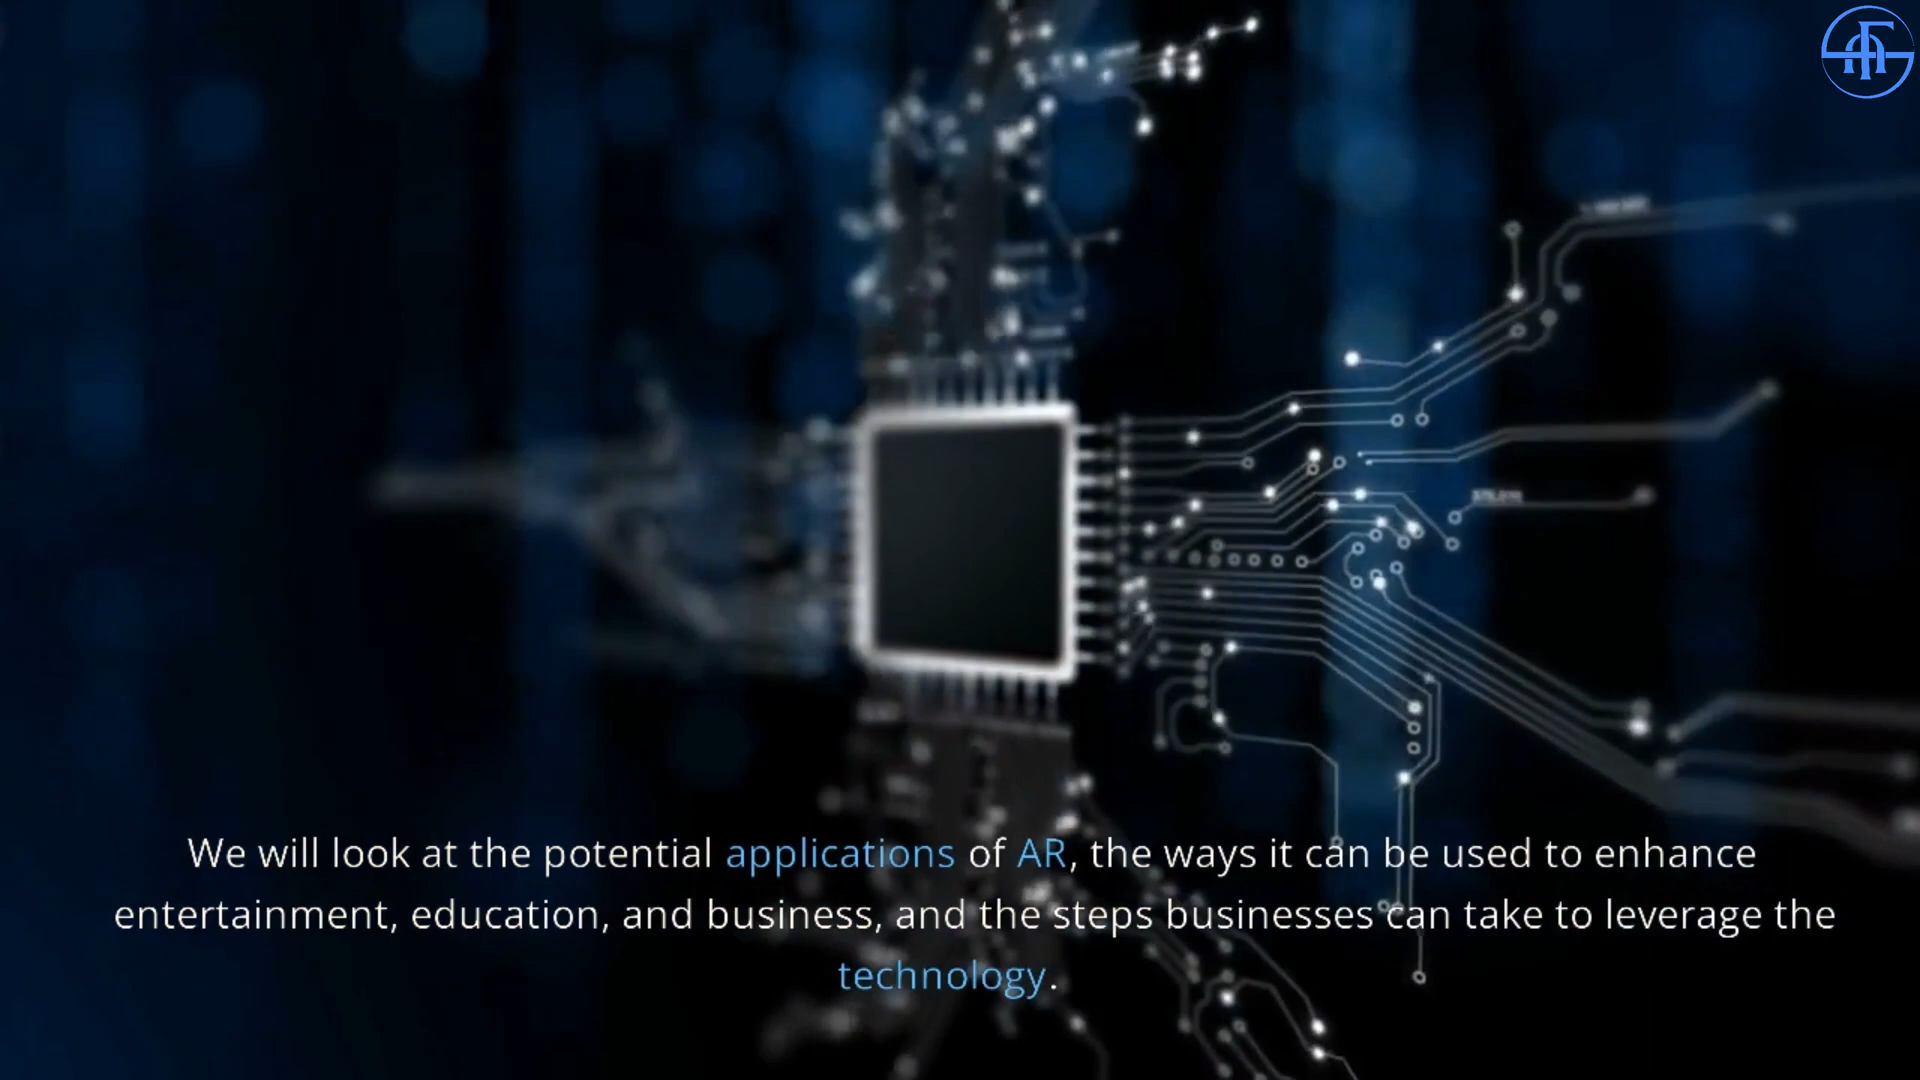 We will look at the potential applications of AR, the ways it can be used to enhance
entertainment, education, and business, and the steps businesses can take to leverage the
technology.